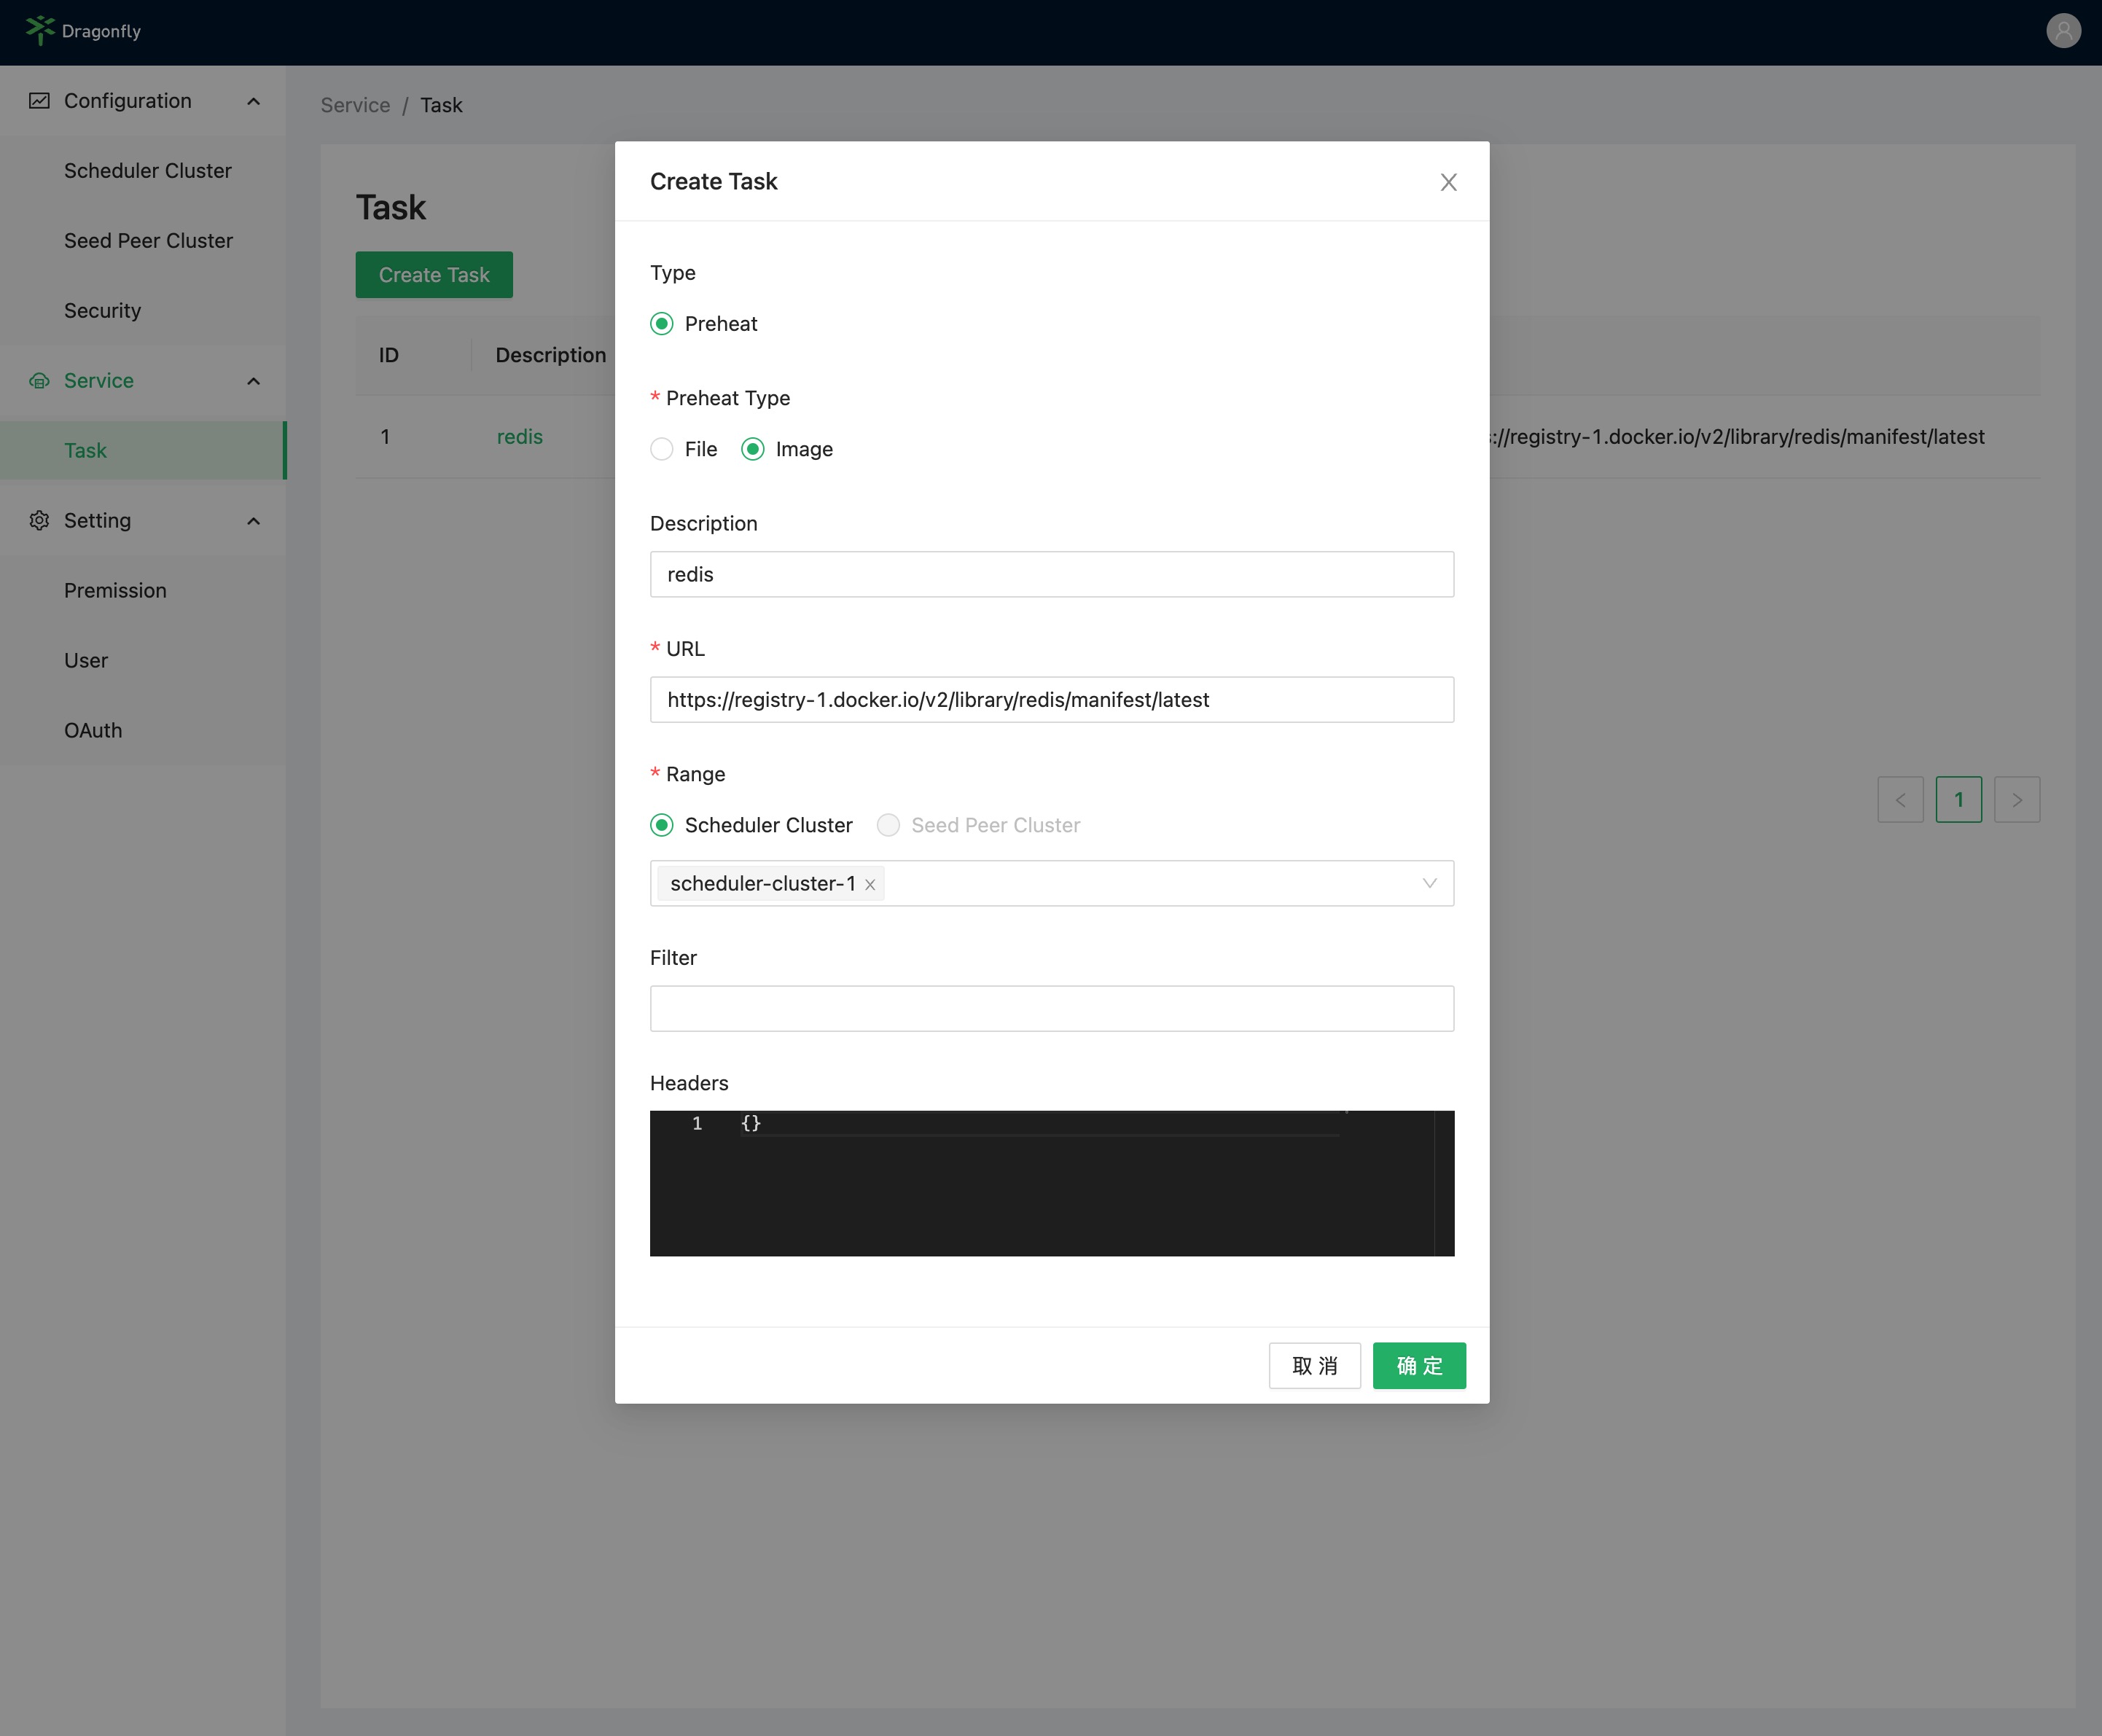 Dragonfly
Configuration
Scheduler Cluster
Seed Peer Cluster
Security
Service
Task
Setting
Premission
User
OAuth
Service / Task
Task
Create Task
ID Description
1 redis
://registry-1.docker.io/v2/library/redis/manifest/latest
< 1 >
Create Task
Type
Preheat
* Preheat Type
File Image
Description
redis
* URL
https://registry-1.docker.io/v2/library/redis/manifest/latest
* Range
Scheduler Cluster Seed Peer Cluster
scheduler-cluster-1
Filter
Headers
1 {}
取 消 确 定